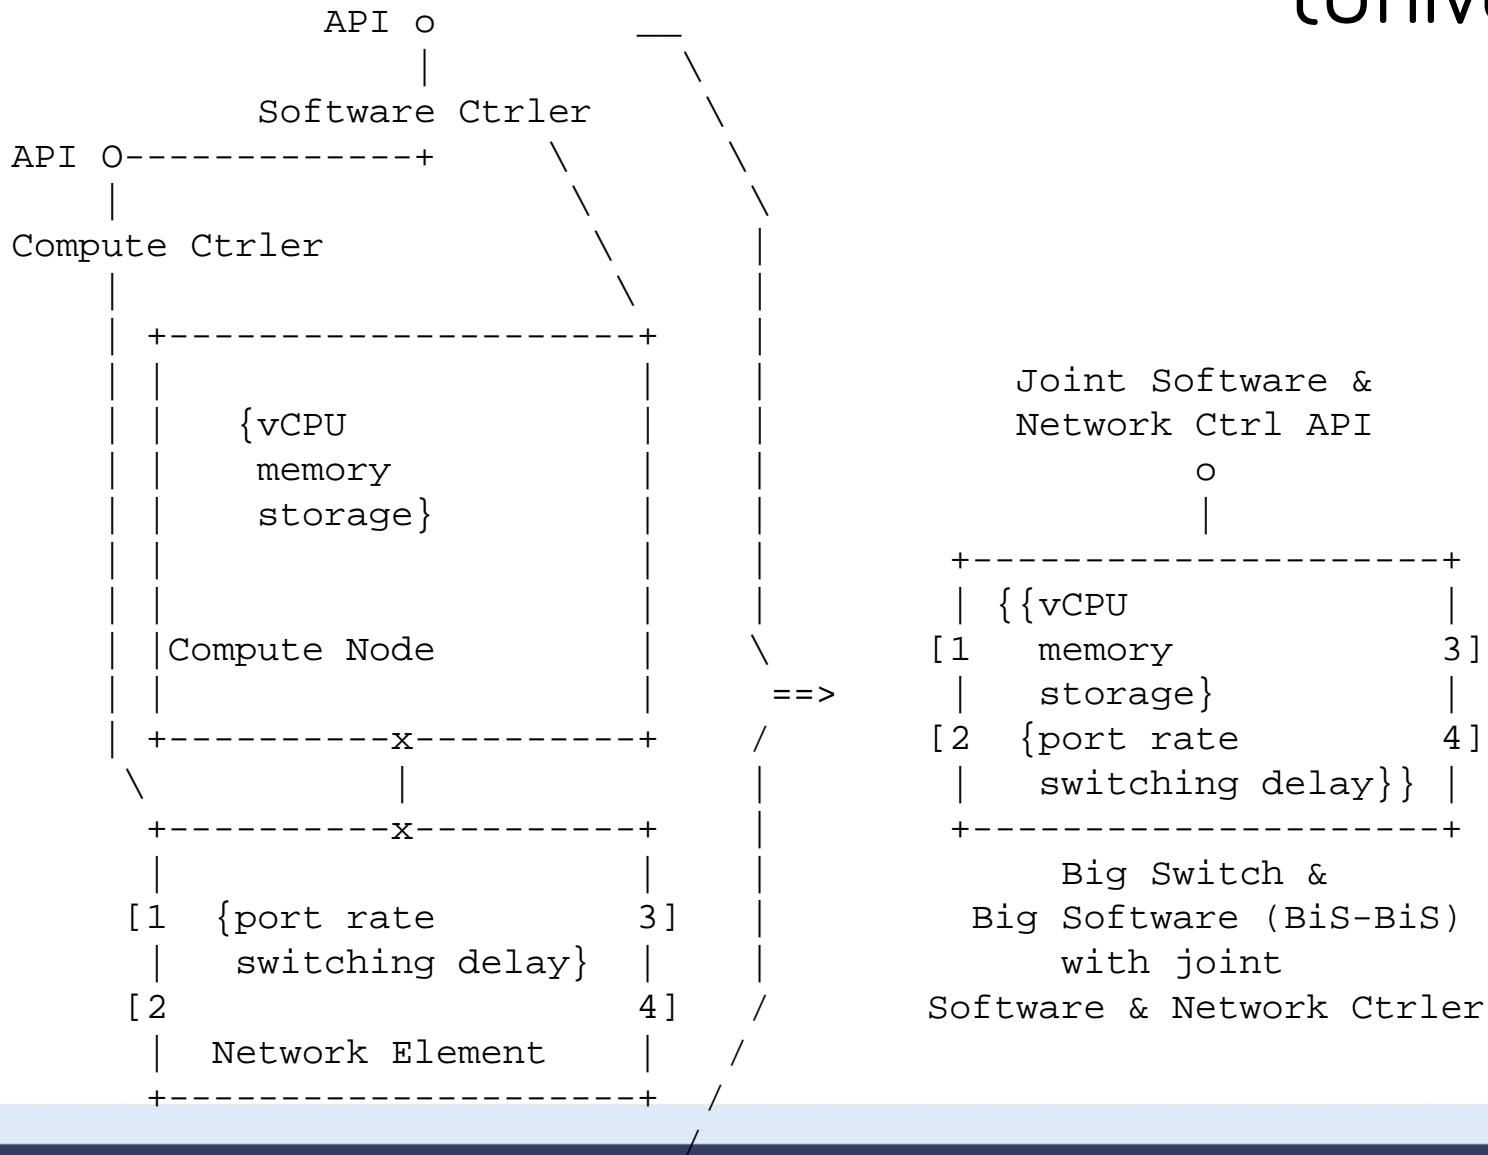 API o                __
|
Software Ctrler
API O-------------+
|
Compute Ctrler
|
+---------------------+
{vCPU
memory
storage}
Compute Node
+----------x----------+
|
+----------x----------+
[1  {port rate         3]
switching delay}
[2                     4]
Network Element
+---------------------+
==>
Joint Software &
Network Ctrl API
o
|
+---------------------+
| {{vCPU              |
[1   memory            3]
|   storage}          |
[2  {port rate         4]
|   switching delay}} |
+---------------------+
Big Switch &
Big Software (BiS-BiS)
with joint
Software & Network Ctrler